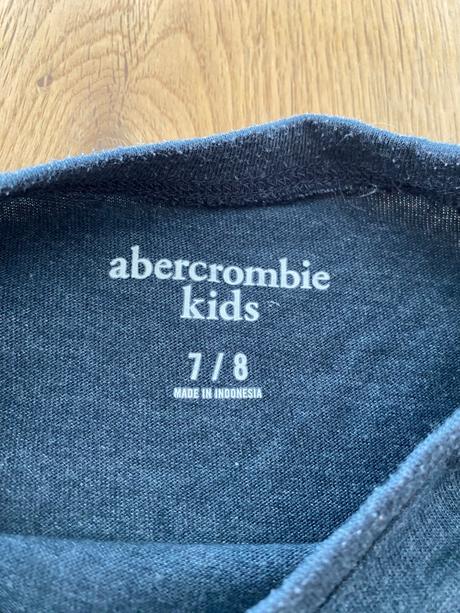 abercrombie
kids
7 / 8
MADE IN INDONESIA